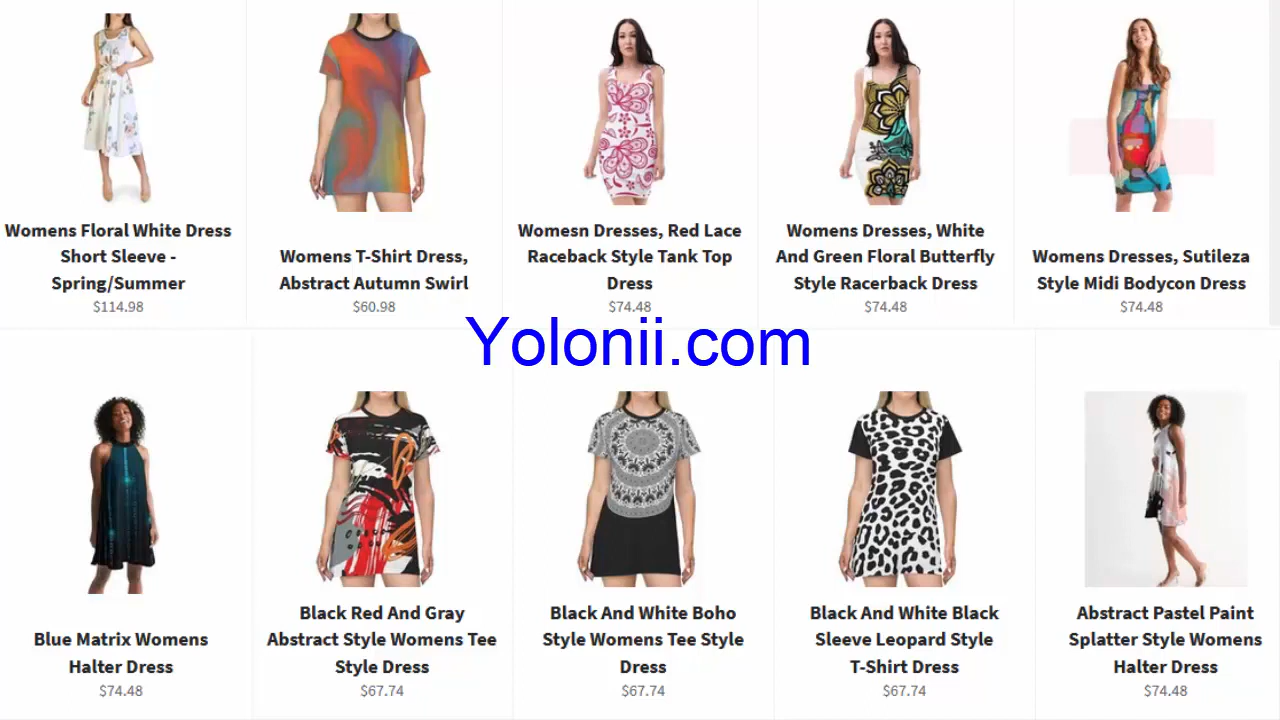 Womens Floral White Dress
Short Sleeve -
Spring/Summer
$114.98
Womens T-Shirt Dress,
Abstract Autumn Swirl
$60.98
Womesn Dresses, Red Lace
Raceback Style Tank Top
Dress
$74.48
Womens Dresses, White
And Green Floral Butterfly
Style Racerback Dress
$74.48
Womens Dresses, Sutileza
Style Midi Bodycon Dress
$74.48
Yolonii.com
Blue Matrix Womens
Halter Dress
$74.48
Black Red And Gray
Abstract Style Womens Tee
Style Dress
$67.74
Black And White Boho
Style Womens Tee Style
Dress
$67.74
Black And White Black
Sleeve Leopard Style
T-Shirt Dress
$67.74
Abstract Pastel Paint
Splatter Style Womens
Halter Dress
$74.48